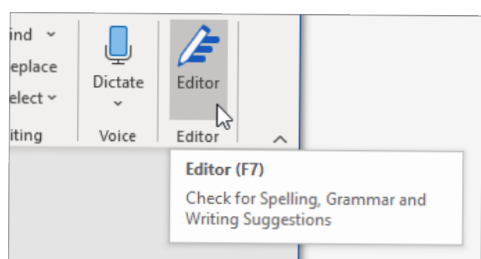 ind
eplace
elect
iting
Dictate
Voice
Editor
Editor
Editor (F7)
Check for Spelling, Grammar and
Writing Suggestions